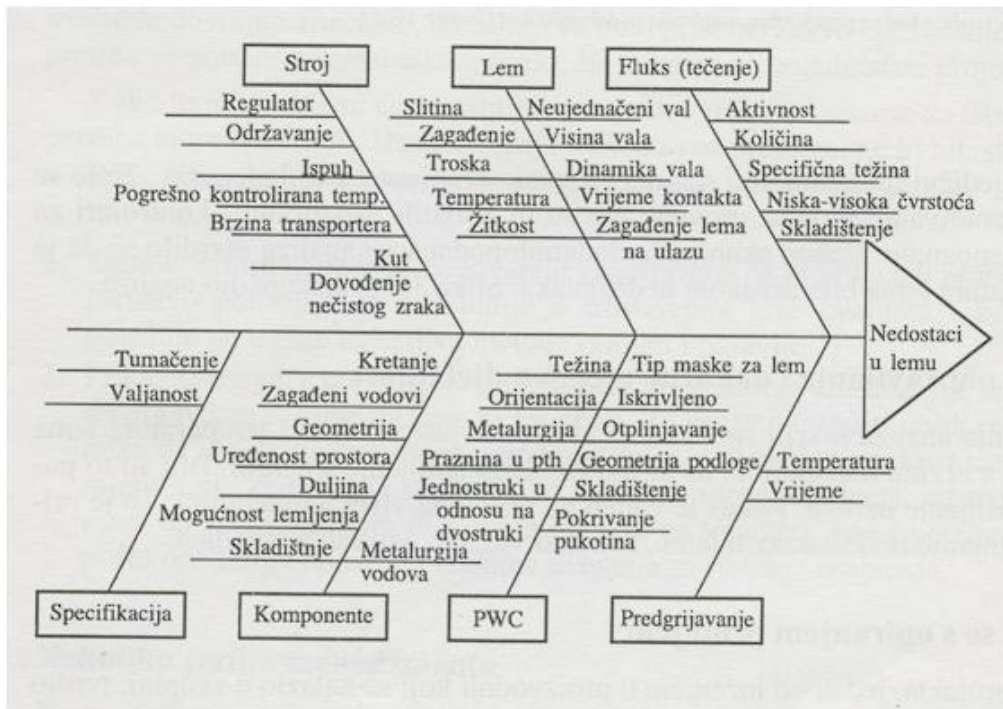 Stroj
Lem
Fluks (tečenje)
Regulator
Održavanje
Ispuh
Pogrešno kontrolirana temp.
Brzina transportera
Kut
Dovođenje
nečistog zraka
Slitina
Zagađenje
Troska
Temperatura
Žitkost
Neujednačen val
Visina vala
Dinamika vala
Vrijeme kontakta
Zagađenje lema
na ulazu
Aktivnost
Količina
Specifična težina
Niska-visoka čvrstoća
Skladištenje
Nedostaci
u lemu
Tumačenje
Valjanost
Kretanje
Zagađeni vodovi
Geometrija
Uređenost prostora
Duljina
Mogućnost lemljenja
Skladištnje
Metalurgija
vodova
Težina
Orijentacija
Metalurgija
Praznina u pth
Jednostruki u
odnosu na
dvostruki
Tip maske za lem
Iskrivljeno
Otplinjavanje
Geometrija podloge
Skladištenje
Pokrivanje
pukotina
Temperatura
Vrijeme
Specifikacija
Komponente
PWC
Predgrijavanje